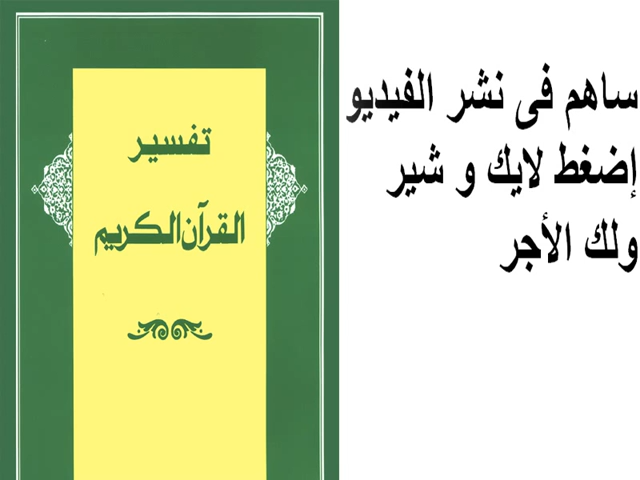 تفسير
القرآن الكريم
ساهم فى نشر الفيديو
إضغط لايك و شير
ولك الأجر